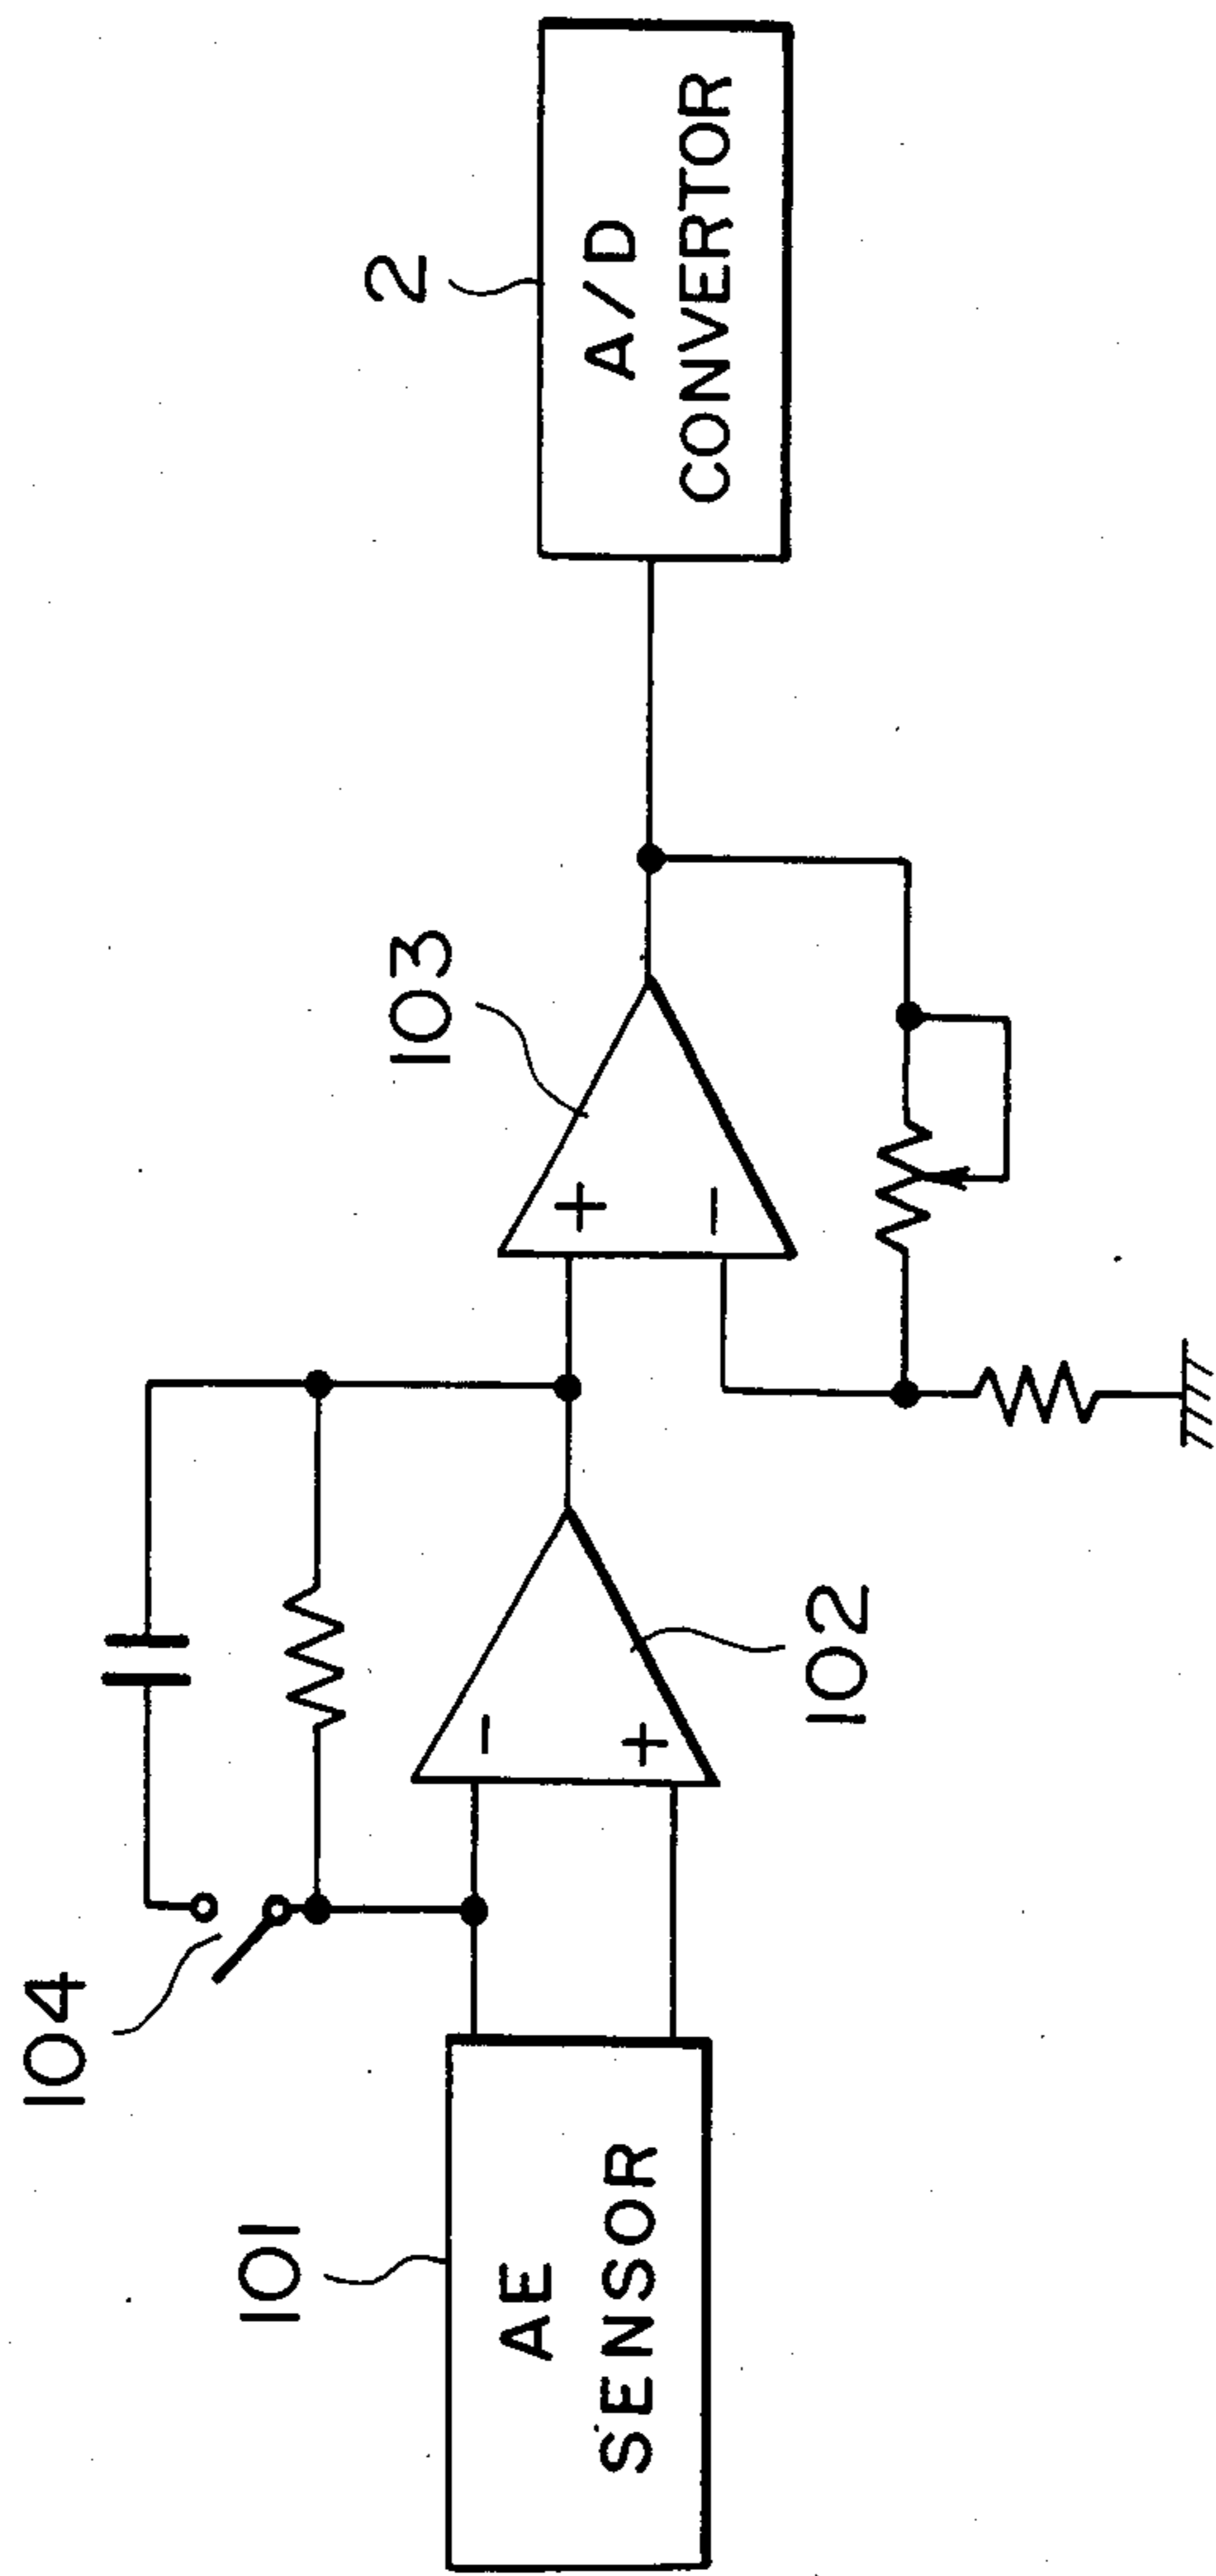 104
101
AE
SENSOR
-
+
102
103
+
-
2
A/D
CONVERTOR